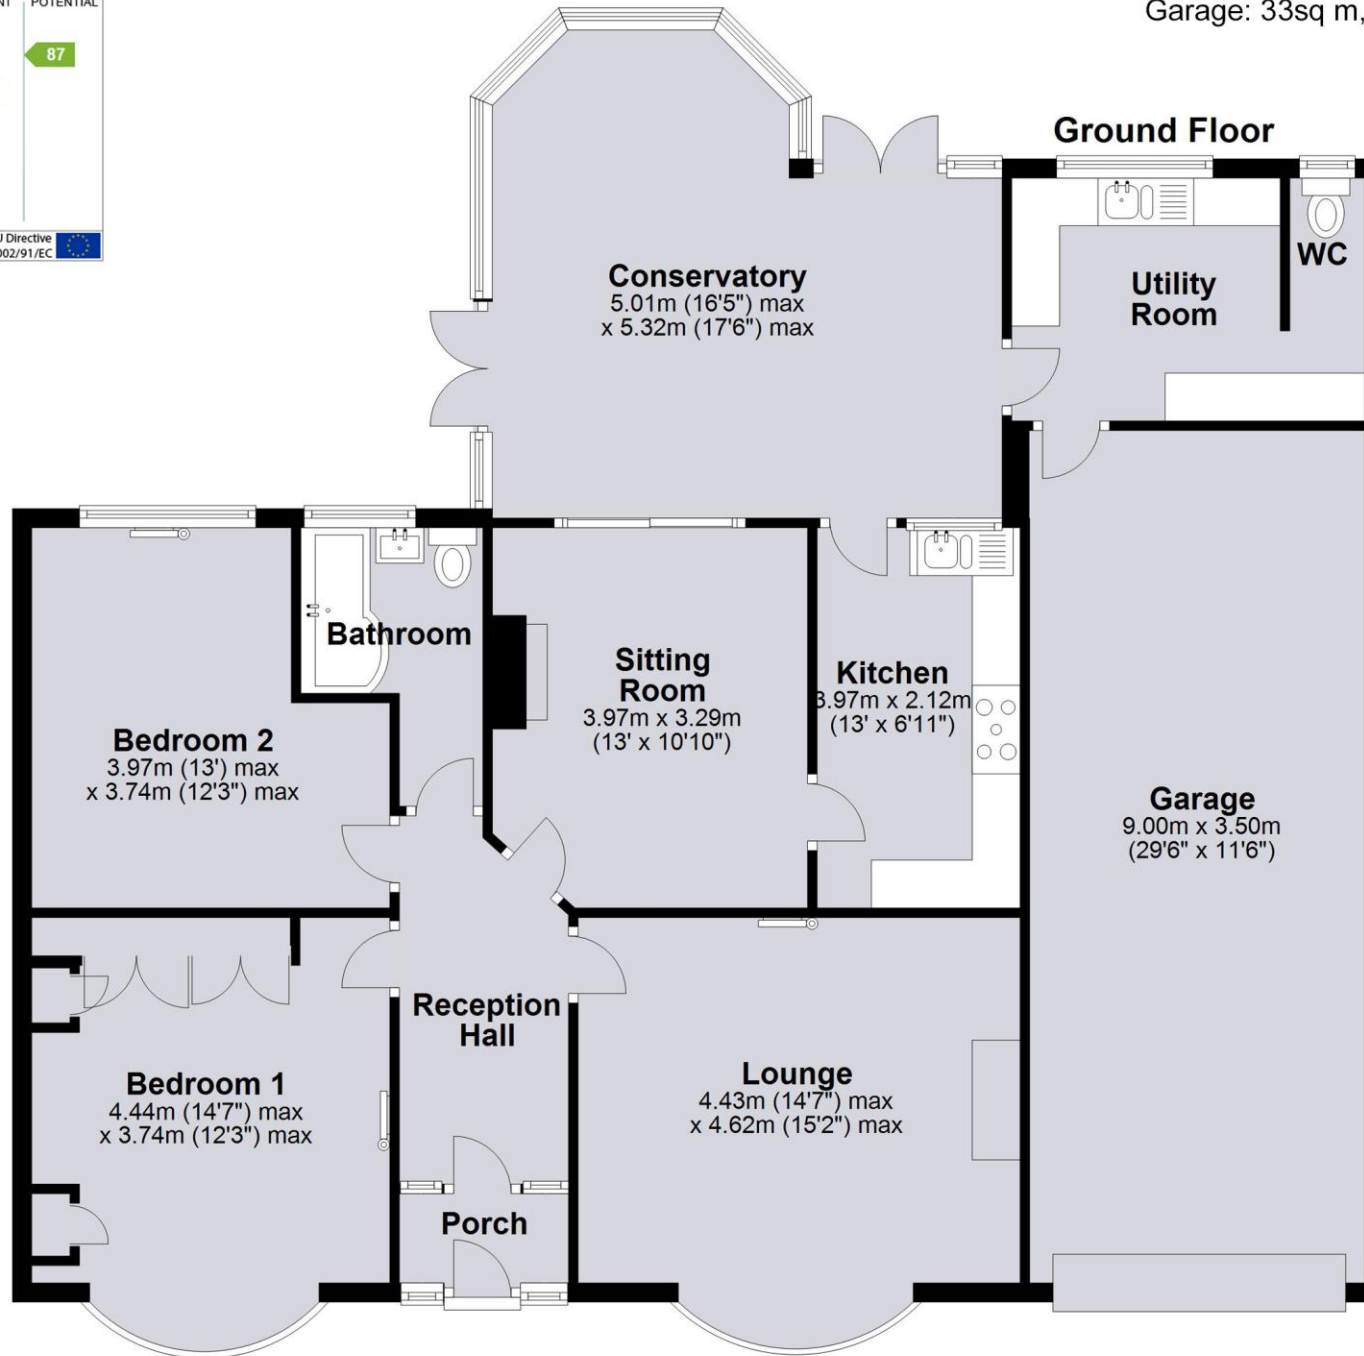 POTENTIAL
87
Directive
002/91/EC
Garage: 33sq m,
Ground Floor
Conservatory
5.01m (16'5") max
x 5.32m (17'6") max
Utility
Room
WC
Bathroom
Sitting
Room
3.97m x 3.29m
(13' x 10'10")
Kitchen
3.97m x 2.12m
(13' x 6'11")
Bedroom 2
3.97m (13') max
x 3.74m (12'3") max
Garage
9.00m x 3.50m
(29'6" x 11'6")
Reception
Hall
Bedroom 1
4.44m (14'7") max
x 3.74m (12'3") max
Lounge
4.43m (14'7") max
x 4.62m (15'2") max
Porch